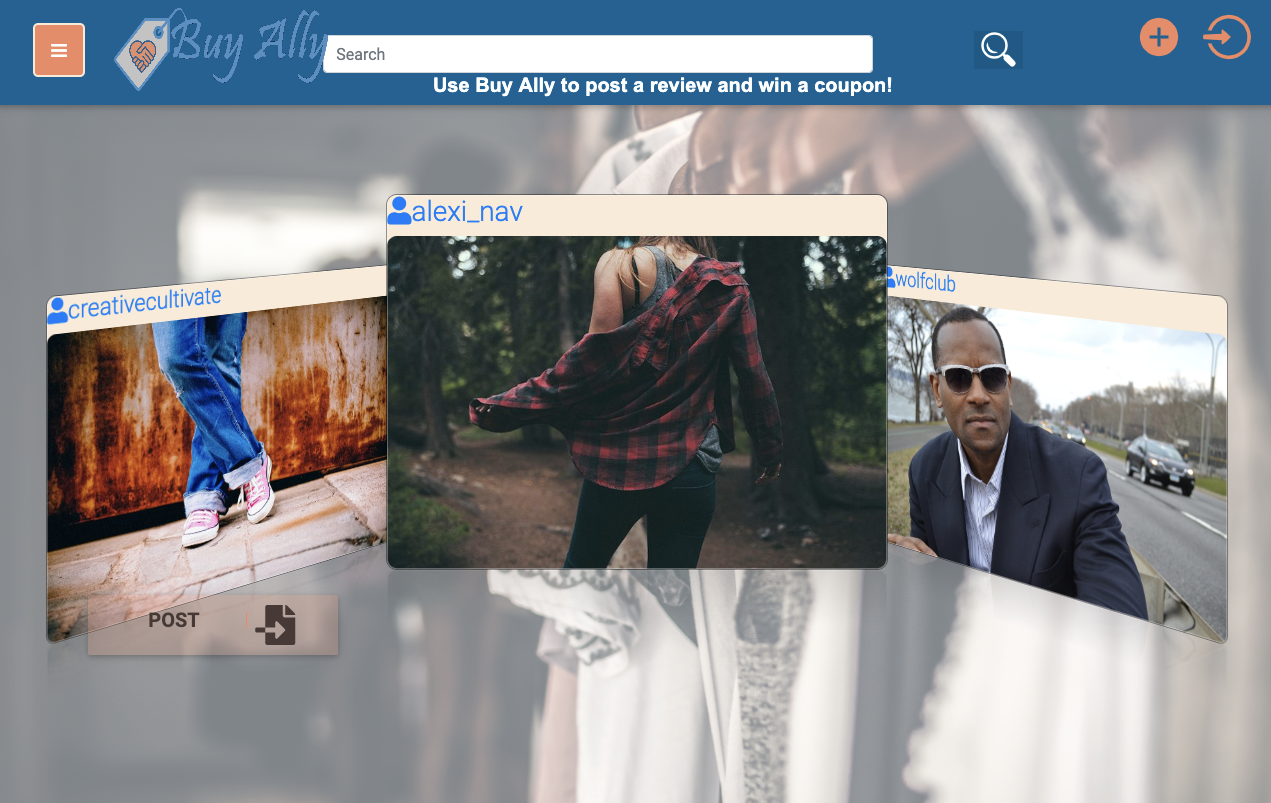 Buy Ally
Search
Use Buy Ally to post a review and win a coupon!
alexi_nav
creativecultivate
wolfclub
POST